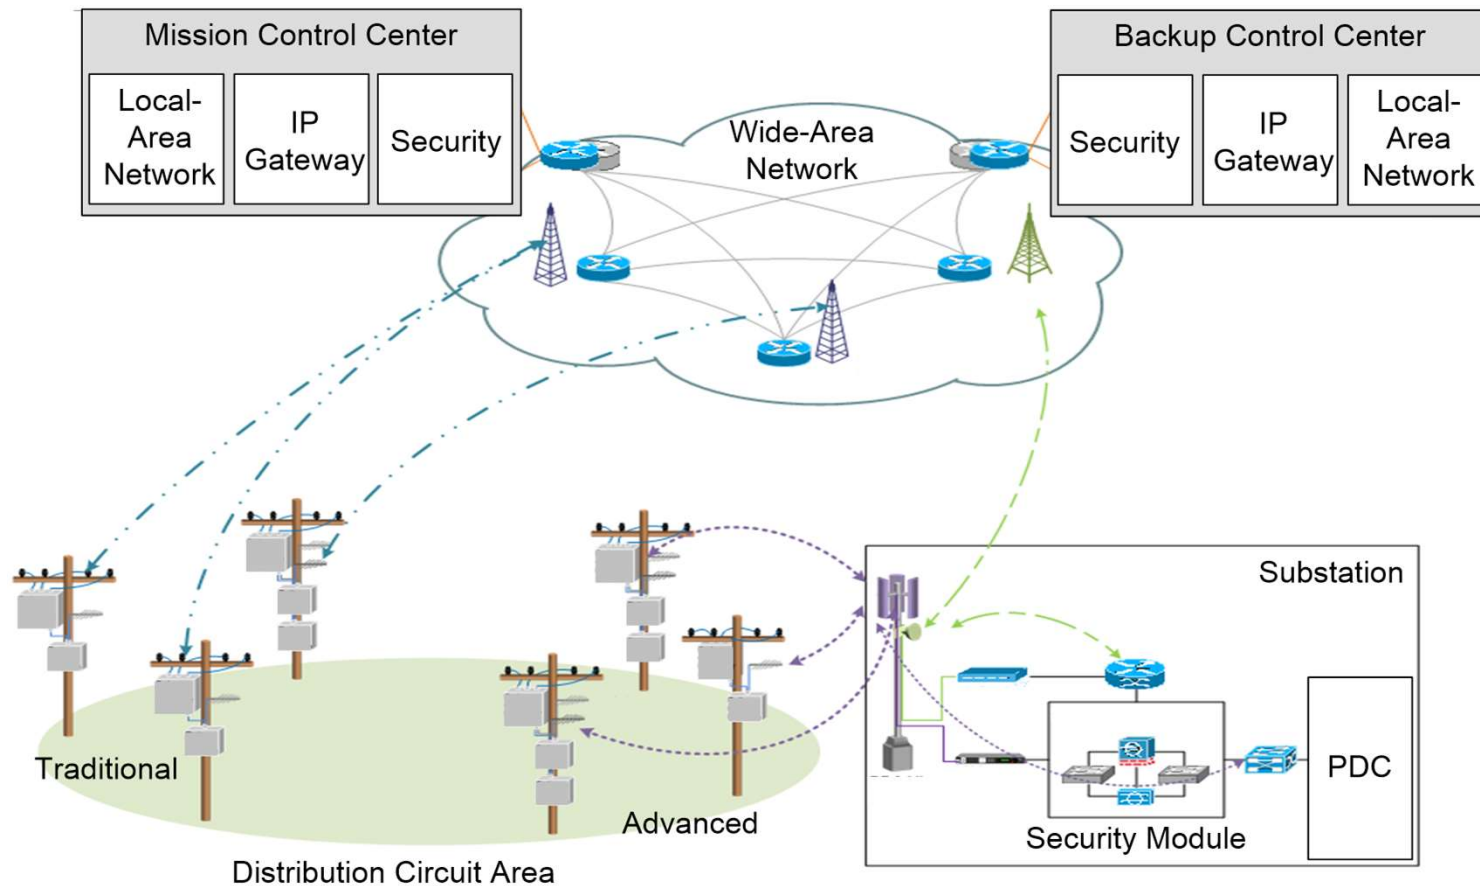 Mission Control Center
Local-
Area
Network
IP
Gateway
Security
Wide-Area
Network
Backup Control Center
Security
IP
Gateway
Local-
Area
Network
Substation
PDC
Security Module
Traditional
Advanced
Distribution Circuit Area